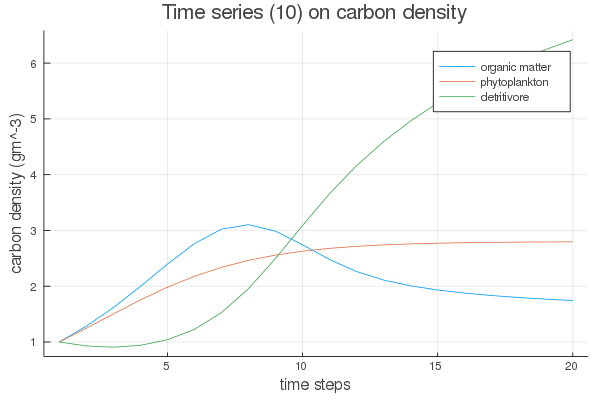 Time series (10) on carbon density
carbon density (gm^-3)
6
5
4
3
2
1
organic matter
phytoplankton
detritivore
5
10
15
20
time steps